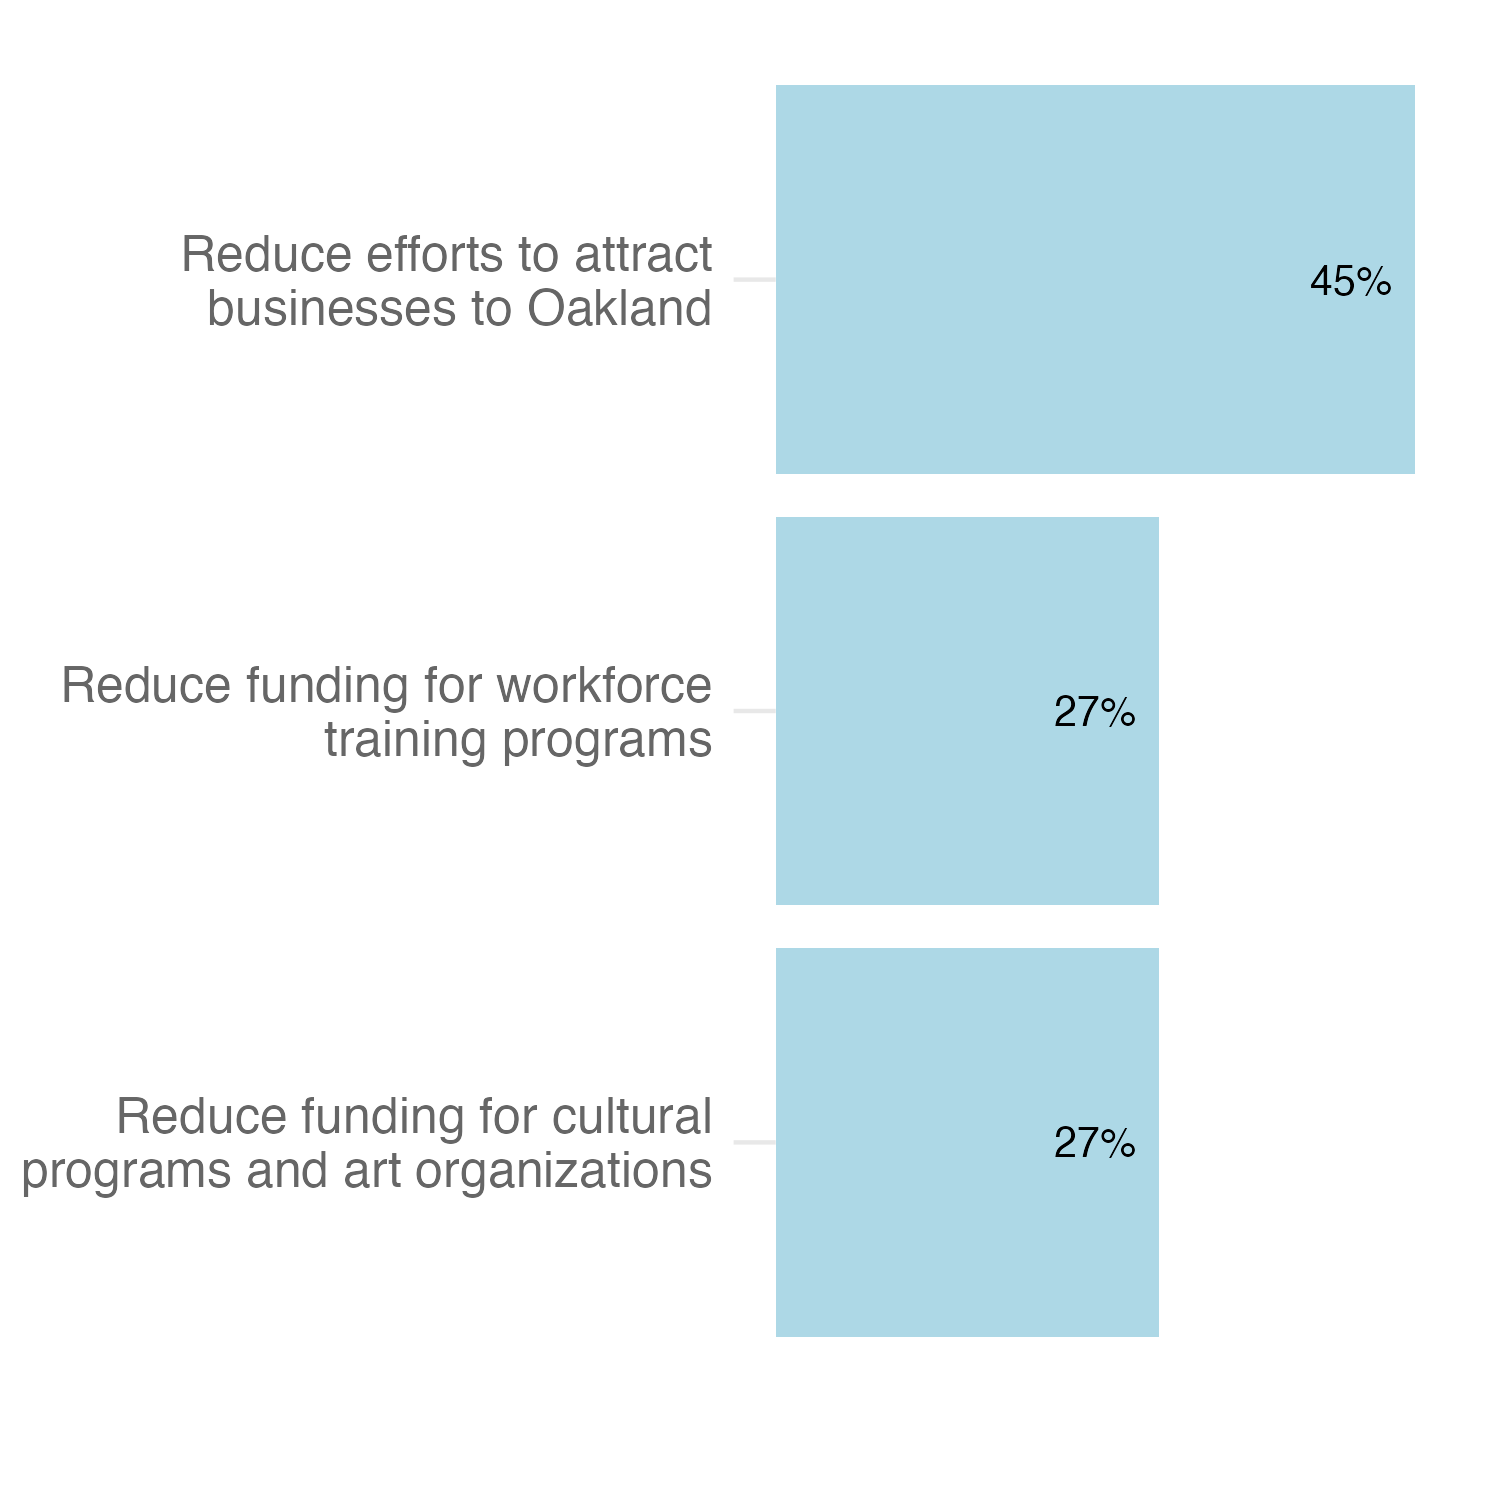 Reduce efforts to attract
businesses to Oakland
45%
Reduce funding for workforce
training programs
27%
Reduce funding for cultural
programs and art organizations
27%